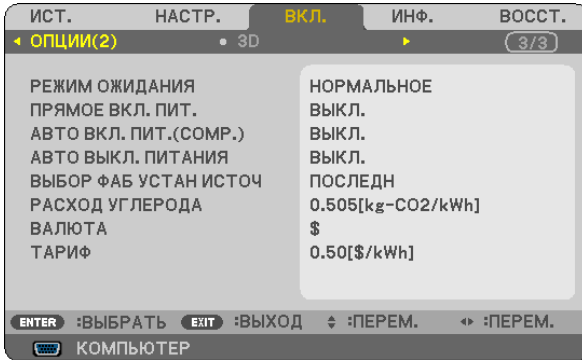 ИСТ. НАСТР. ВКЛ. ИНФ. ВОССТ.
ОПЦИИ(2) • 3D 3/3
РЕЖИМ ОЖИДАНИЯ НОРМАЛЬНОЕ
ПРЯМОЕ ВКЛ. ПИТ. ВЫКЛ.
АВТО ВКЛ. ПИТ.(COMP.) ВЫКЛ.
АВТО ВЫКЛ. ПИТАНИЯ ВЫКЛ.
ВЫБОР ФАБ УСТАН ИСТОЧ ПОСЛЕДН
РАСХОД УГЛЕРОДА 0.505[kg-CO2/kWh]
ВАЛЮТА $
ТАРИФ 0.50[$/kWh]
ENTER :ВЫБРАТЬ EXIT :ВЫХОД :ПЕРЕМ. :ПЕРЕМ.
КОМПЬЮТЕР